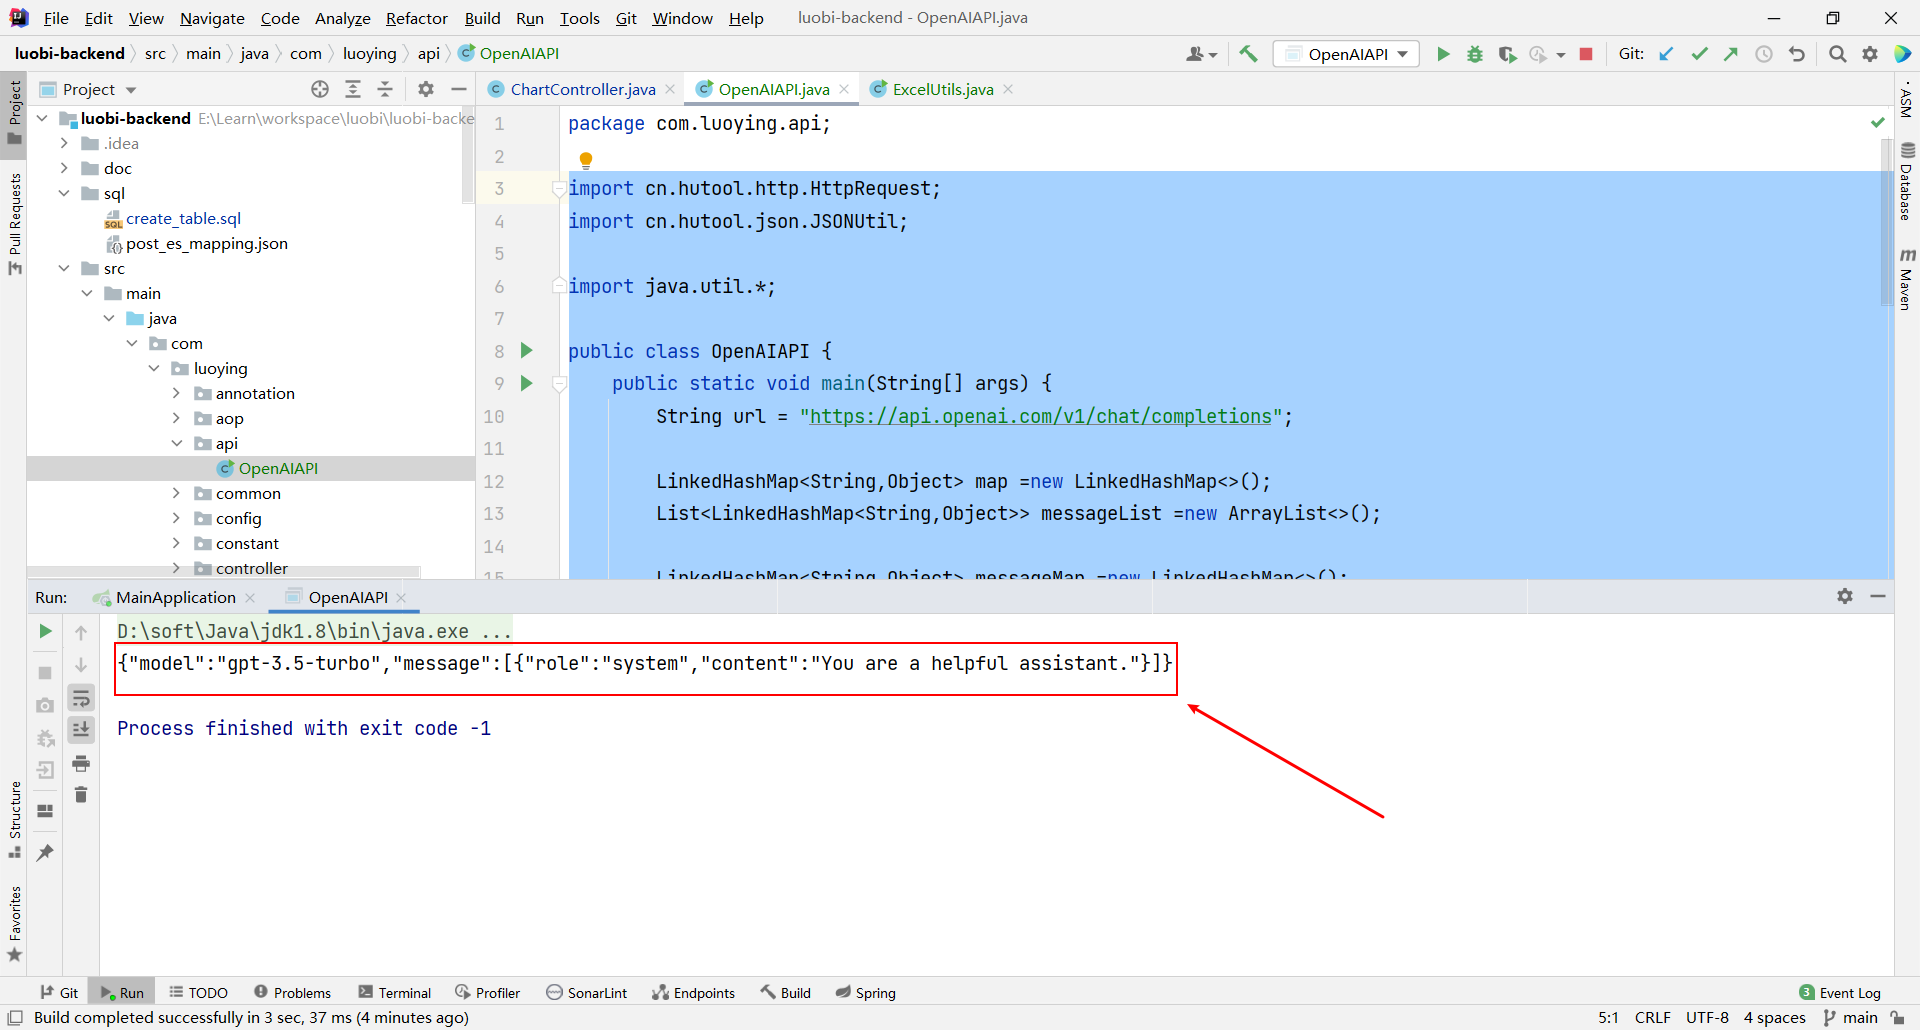 File Edit View Navigate Code Analyze Refactor Build Run Tools Git Window Help luobi-backend - OpenAIAPI.java
luobi-backend src main java com luoying api OpenAIAPI
OpenAIAPI Git:
Project
ChartController.java OpenAIAPI.java ExcelUtils.java
luobi-backend E:\Learn\workspace\luobi\luobi-backe
.idea
doc
sql
create_table.sql
post_es_mapping.json
src
main
java
com
luoying
annotation
aop
api
OpenAIAPI
common
config
constant
controller
1 package com.luoying.api;
2
3 import cn.hutool.http.HttpRequest;
4 import cn.hutool.json.JSONUtil;
5
6 import java.util.*;
7
8 public class OpenAIAPI {
9 public static void main(String[] args) {
10 String url = "https://api.openai.com/v1/chat/completions";
11
12 LinkedHashMap<String,Object> map =new LinkedHashMap<>();
13 List<LinkedHashMap<String,Object>> messageList =new ArrayList<>();
14
15 LinkedHashMap<String,Object> messageMap =new LinkedHashMap<>();
Project
Pull Requests
Structure
Favorites
ASM
Database
m Maven
Run: MainApplication OpenAIAPI
D:\soft\Java\jdk1.8\bin\java.exe ...
{"model":"gpt-3.5-turbo","message":[{"role":"system","content":"You are a helpful assistant."}]}
Process finished with exit code -1
Git Run TODO Problems Terminal Profiler SonarLint Endpoints Build Spring 3 Event Log
Build completed successfully in 3 sec, 37 ms (4 minutes ago) 5:1 CRLF UTF-8 4 spaces main